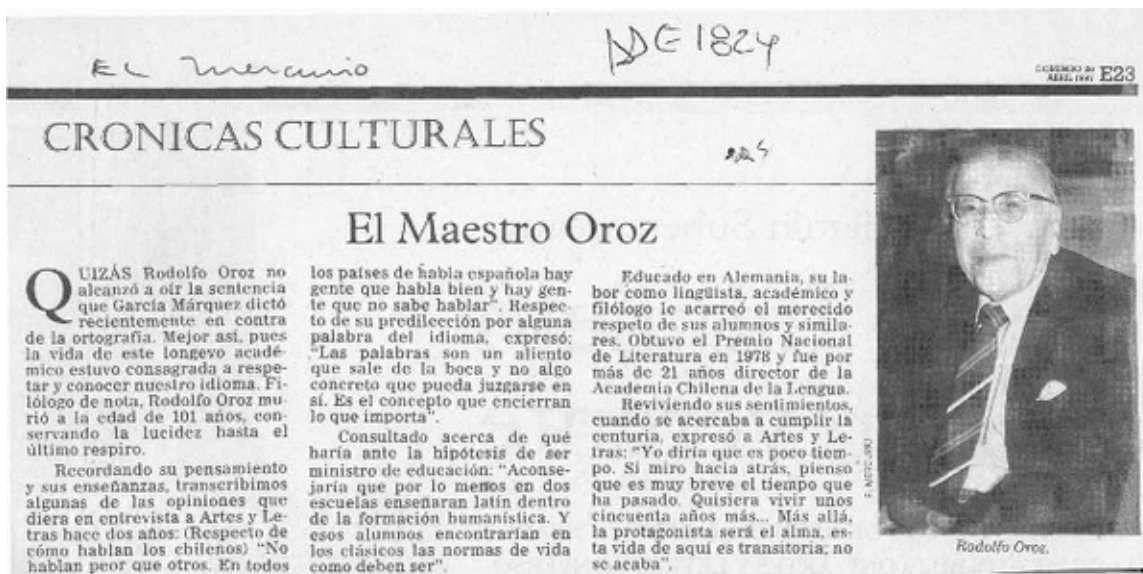 EL Mercurio
DDE 1824
DOMINGO 20
ABRIL 1997 E23
CRONICAS CULTURALES
El Maestro Oroz
QUIZÁS Rodolfo Oroz no
alcanzó a oír la sentencia
que García Márquez dictó
recientemente en contra
de la ortografía. Mejor así, pues
la vida de este longevo acadé-
mico estuvo consagrada a respe-
tar y conocer nuestro idioma. Fi-
lólogo de nota, Rodolfo Oroz mu-
rió a la edad de 101 años, con-
servando la lucidez hasta el
último respiro.
Recordando su pensamiento
y sus enseñanzas, transcribimos
algunas de las opiniones que
diera en entrevista a Artes y Le-
tras hace dos años: (Respecto de
cómo hablan los chilenos) “No
hablan peor que otros. En todos
los países de habla española hay
gente que habla bien y hay gen-
te que no sabe hablar”. Respec-
to de su predilección por alguna
palabra del idioma, expresó:
“Las palabras son un aliento
que sale de la boca y no algo
concreto que pueda juzgarse en
sí. Es el concepto que encierran
lo que importa”.
Consultado acerca de qué
haría ante la hipótesis de ser
ministro de educación: “Aconse-
jaría que por lo menos en dos
escuelas enseñaran latín dentro
de la formación humanística. Y
esos alumnos encontrarían en
los clásicos las normas de vida
como deben ser”.
Educado en Alemania, su la-
bor como lingüista, académico y
filólogo le acarreó el merecido
respeto de sus alumnos y simila-
res. Obtuvo el Premio Nacional
de Literatura en 1978 y fue por
más de 21 años director de la
Academia Chilena de la Lengua.
Reviviendo sus sentimientos,
cuando se acercaba a cumplir la
centuria, expresó a Artes y Le-
tras: “Yo diría que es poco tiem-
po. Si miro hacia atrás, pienso
que es muy breve el tiempo que
ha pasado. Quisiera vivir unos
cincuenta años más... Más allá,
la protagonista será el alma, es-
ta vida de aquí es transitoria; no
se acaba”.
Rodolfo Oroz.